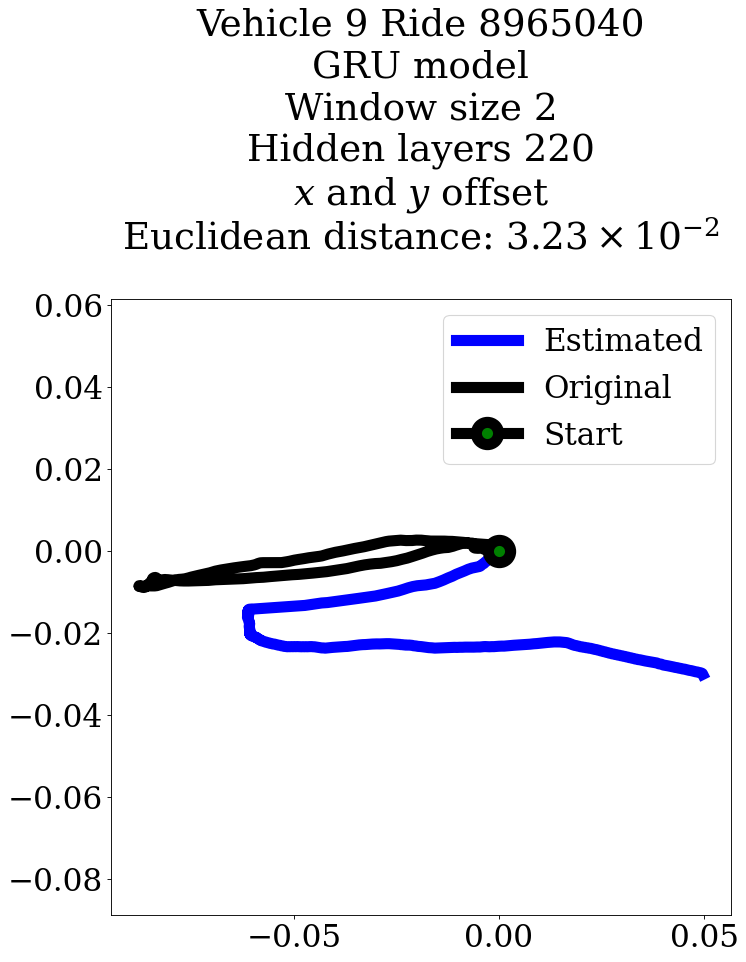 Vehicle 9 Ride 8965040
GRU model
Window size 2
Hidden layers 220
x and y offset
Euclidean distance: 3.23 × 10⁻²
Estimated
Original
Start
0.06
0.04
0.02
0.00
−0.02
−0.04
−0.06
−0.08
−0.05
0.00
0.05